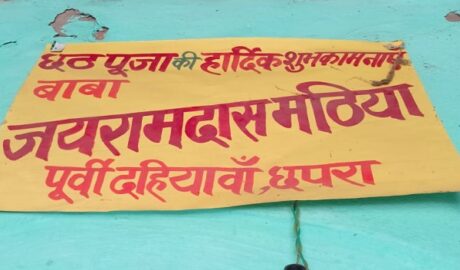 छठ पूजा की हार्दिक शुभकामनाएं
बाबा
जयरामदास मठिया
पूर्वी दहियावाँ, छपरा